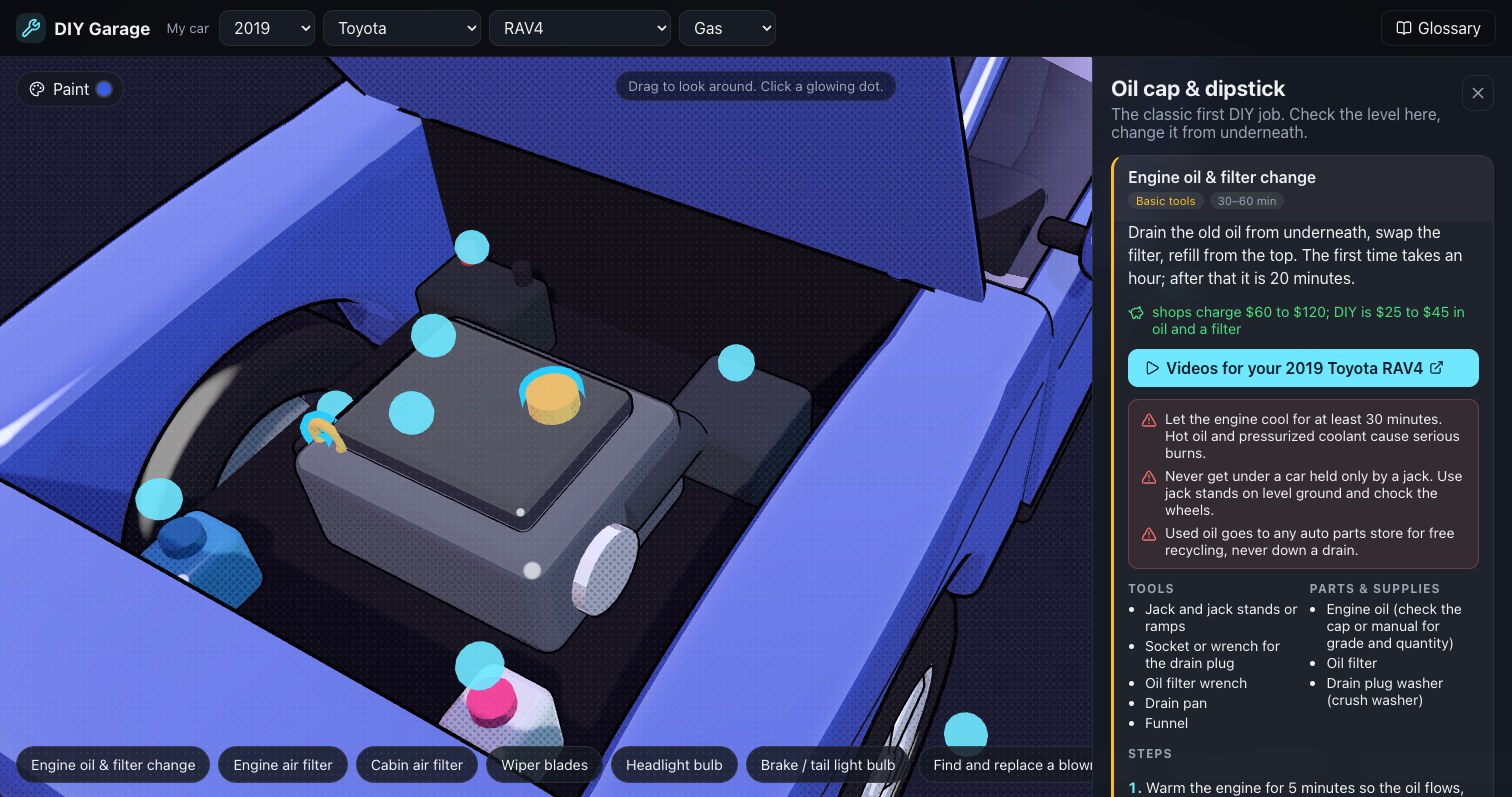 DIY Garage
My car
2019
Toyota
RAV4
Gas
Glossary
Paint
Drag to look around. Click a glowing dot.
Engine oil & filter change
Engine air filter
Cabin air filter
Wiper blades
Headlight bulb
Brake / tail light bulb
Find and replace a blown
Oil cap & dipstick
The classic first DIY job. Check the level here,
change it from underneath.
Engine oil & filter change
Basic tools
30–60 min
Drain the old oil from underneath, swap the
filter, refill from the top. The first time takes an
hour; after that it is 20 minutes.
shops charge $60 to $120; DIY is $25 to $45 in
oil and a filter
Videos for your 2019 Toyota RAV4
Let the engine cool for at least 30 minutes.
Hot oil and pressurized coolant cause serious
burns.
Never get under a car held only by a jack. Use
jack stands on level ground and chock the
wheels.
Used oil goes to any auto parts store for free
recycling, never down a drain.
TOOLS
Jack and jack stands or
ramps
Socket or wrench for
the drain plug
Oil filter wrench
Drain pan
Funnel
PARTS & SUPPLIES
Engine oil (check the
cap or manual for
grade and quantity)
Oil filter
Drain plug washer
(crush washer)
STEPS
1. Warm the engine for 5 minutes so the oil flows,